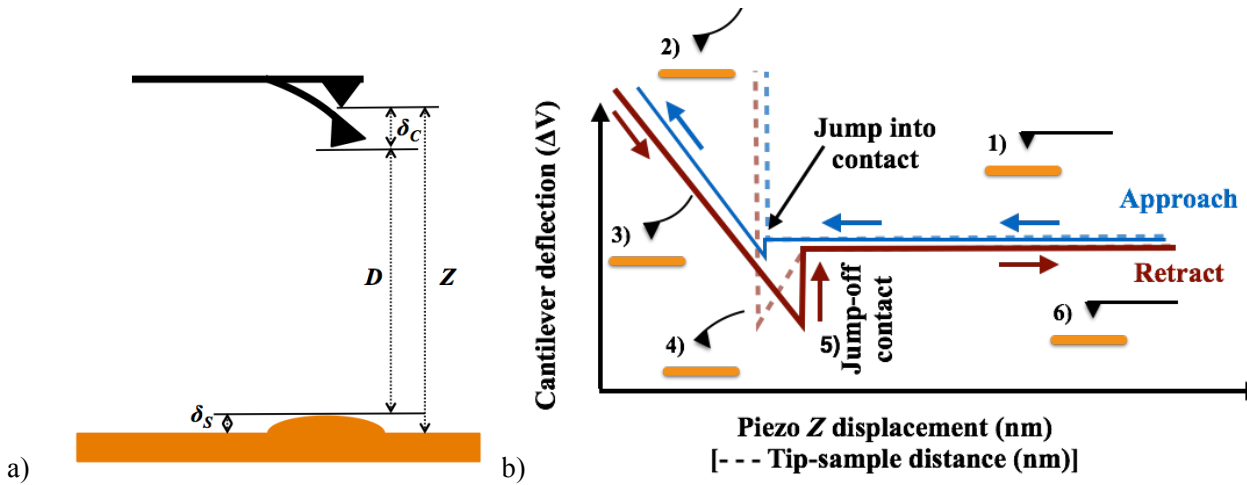 δC
D
Z
δS
a)
b)
Cantilever deflection (ΔV)
2)
Jump into
contact
1)
Approach
3)
Retract
4)
5)
Jump-off
contact
6)
Piezo Z displacement (nm)
[--- Tip-sample distance (nm)]